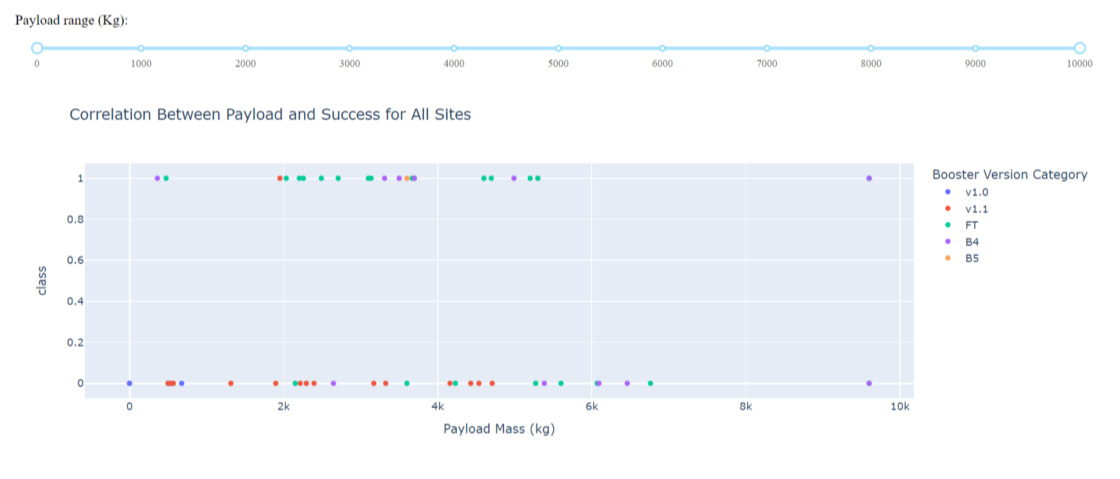 Payload range (Kg):
0 1000 2000 3000 4000 5000 6000 7000 8000 9000 10000
Correlation Between Payload and Success for All Sites
1
0.8
0.6
0.4
0.2
0
class
0 2k 4k 6k 8k 10k
Payload Mass (kg)
Booster Version Category
v1.0
v1.1
FT
B4
B5